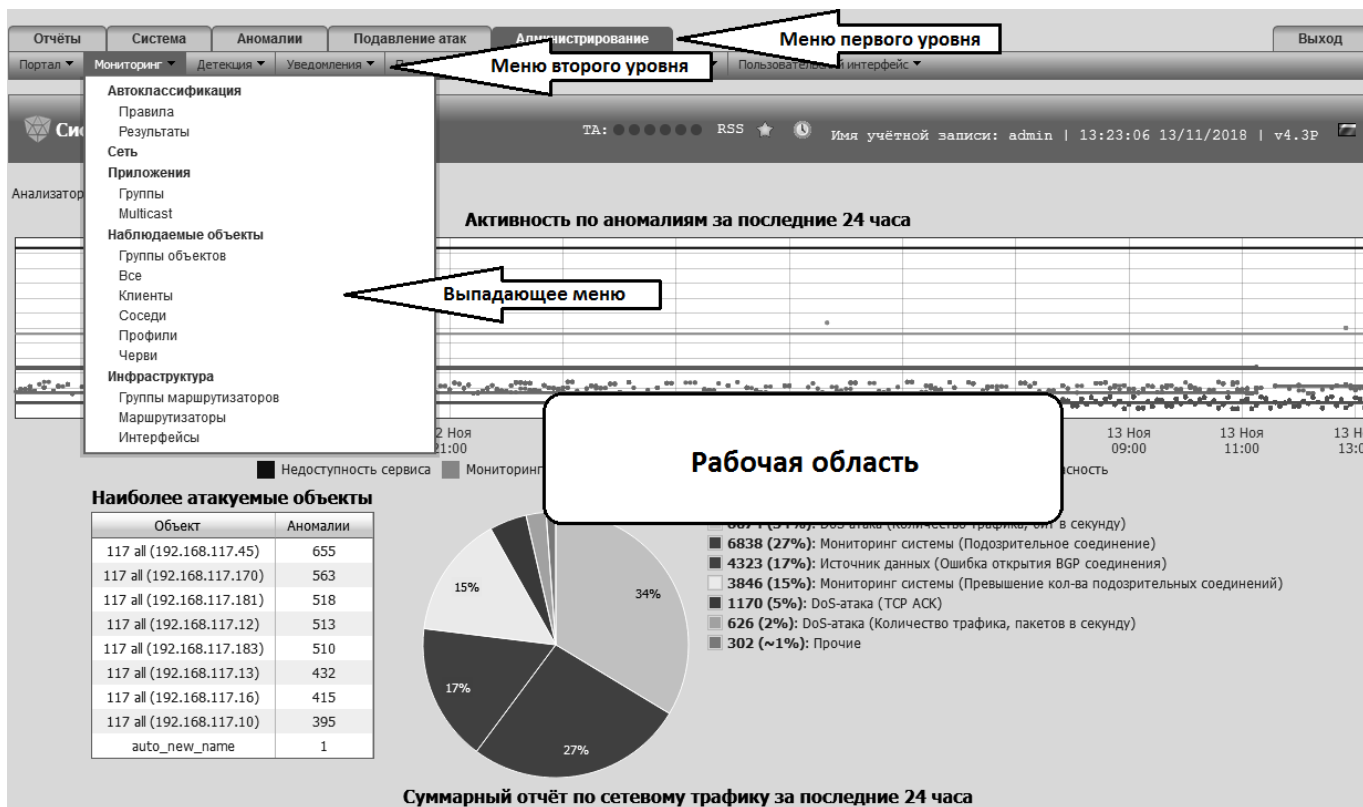 Отчёты Система Аномалии Подавление атак Администрирование Меню первого уровня Выход
Портал Мониторинг Детекция Уведомления Меню второго уровня Пользовательский интерфейс
Автоклассификация
Правила
Результаты
Сеть
Приложения
Группы
Multicast
Наблюдаемые объекты
Группы объектов
Все
Клиенты
Соседи
Профили
Черви
Инфраструктура
Группы маршрутизаторов
Маршрутизаторы
Интерфейсы
Выпадающее меню
TA: RSS Имя учётной записи: admin | 13:23:06 13/11/2018 | v4.3P
Анализатор
Активность по аномалиям за последние 24 часа
13 Ноя 09:00
13 Ноя 11:00
Рабочая область
Недоступность сервиса Мониторинг
Наиболее атакуемые объекты
Объект Аномалии
117 all (192.168.117.45) 655
117 all (192.168.117.170) 563
117 all (192.168.117.181) 518
117 all (192.168.117.12) 513
117 all (192.168.117.183) 510
117 all (192.168.117.13) 432
117 all (192.168.117.16) 415
117 all (192.168.117.10) 395
auto_new_name 1
34%
15%
17%
27%
DoS-атака (Количество трафика, бит в секунду)
6838 (27%): Мониторинг системы (Подозрительное соединение)
4323 (17%): Источник данных (Ошибка открытия BGP соединения)
3846 (15%): Мониторинг системы (Превышение кол-ва подозрительных соединений)
1170 (5%): DoS-атака (TCP ACK)
626 (2%): DoS-атака (Количество трафика, пакетов в секунду)
302 (~1%): Прочие
Суммарный отчёт по сетевому трафику за последние 24 часа